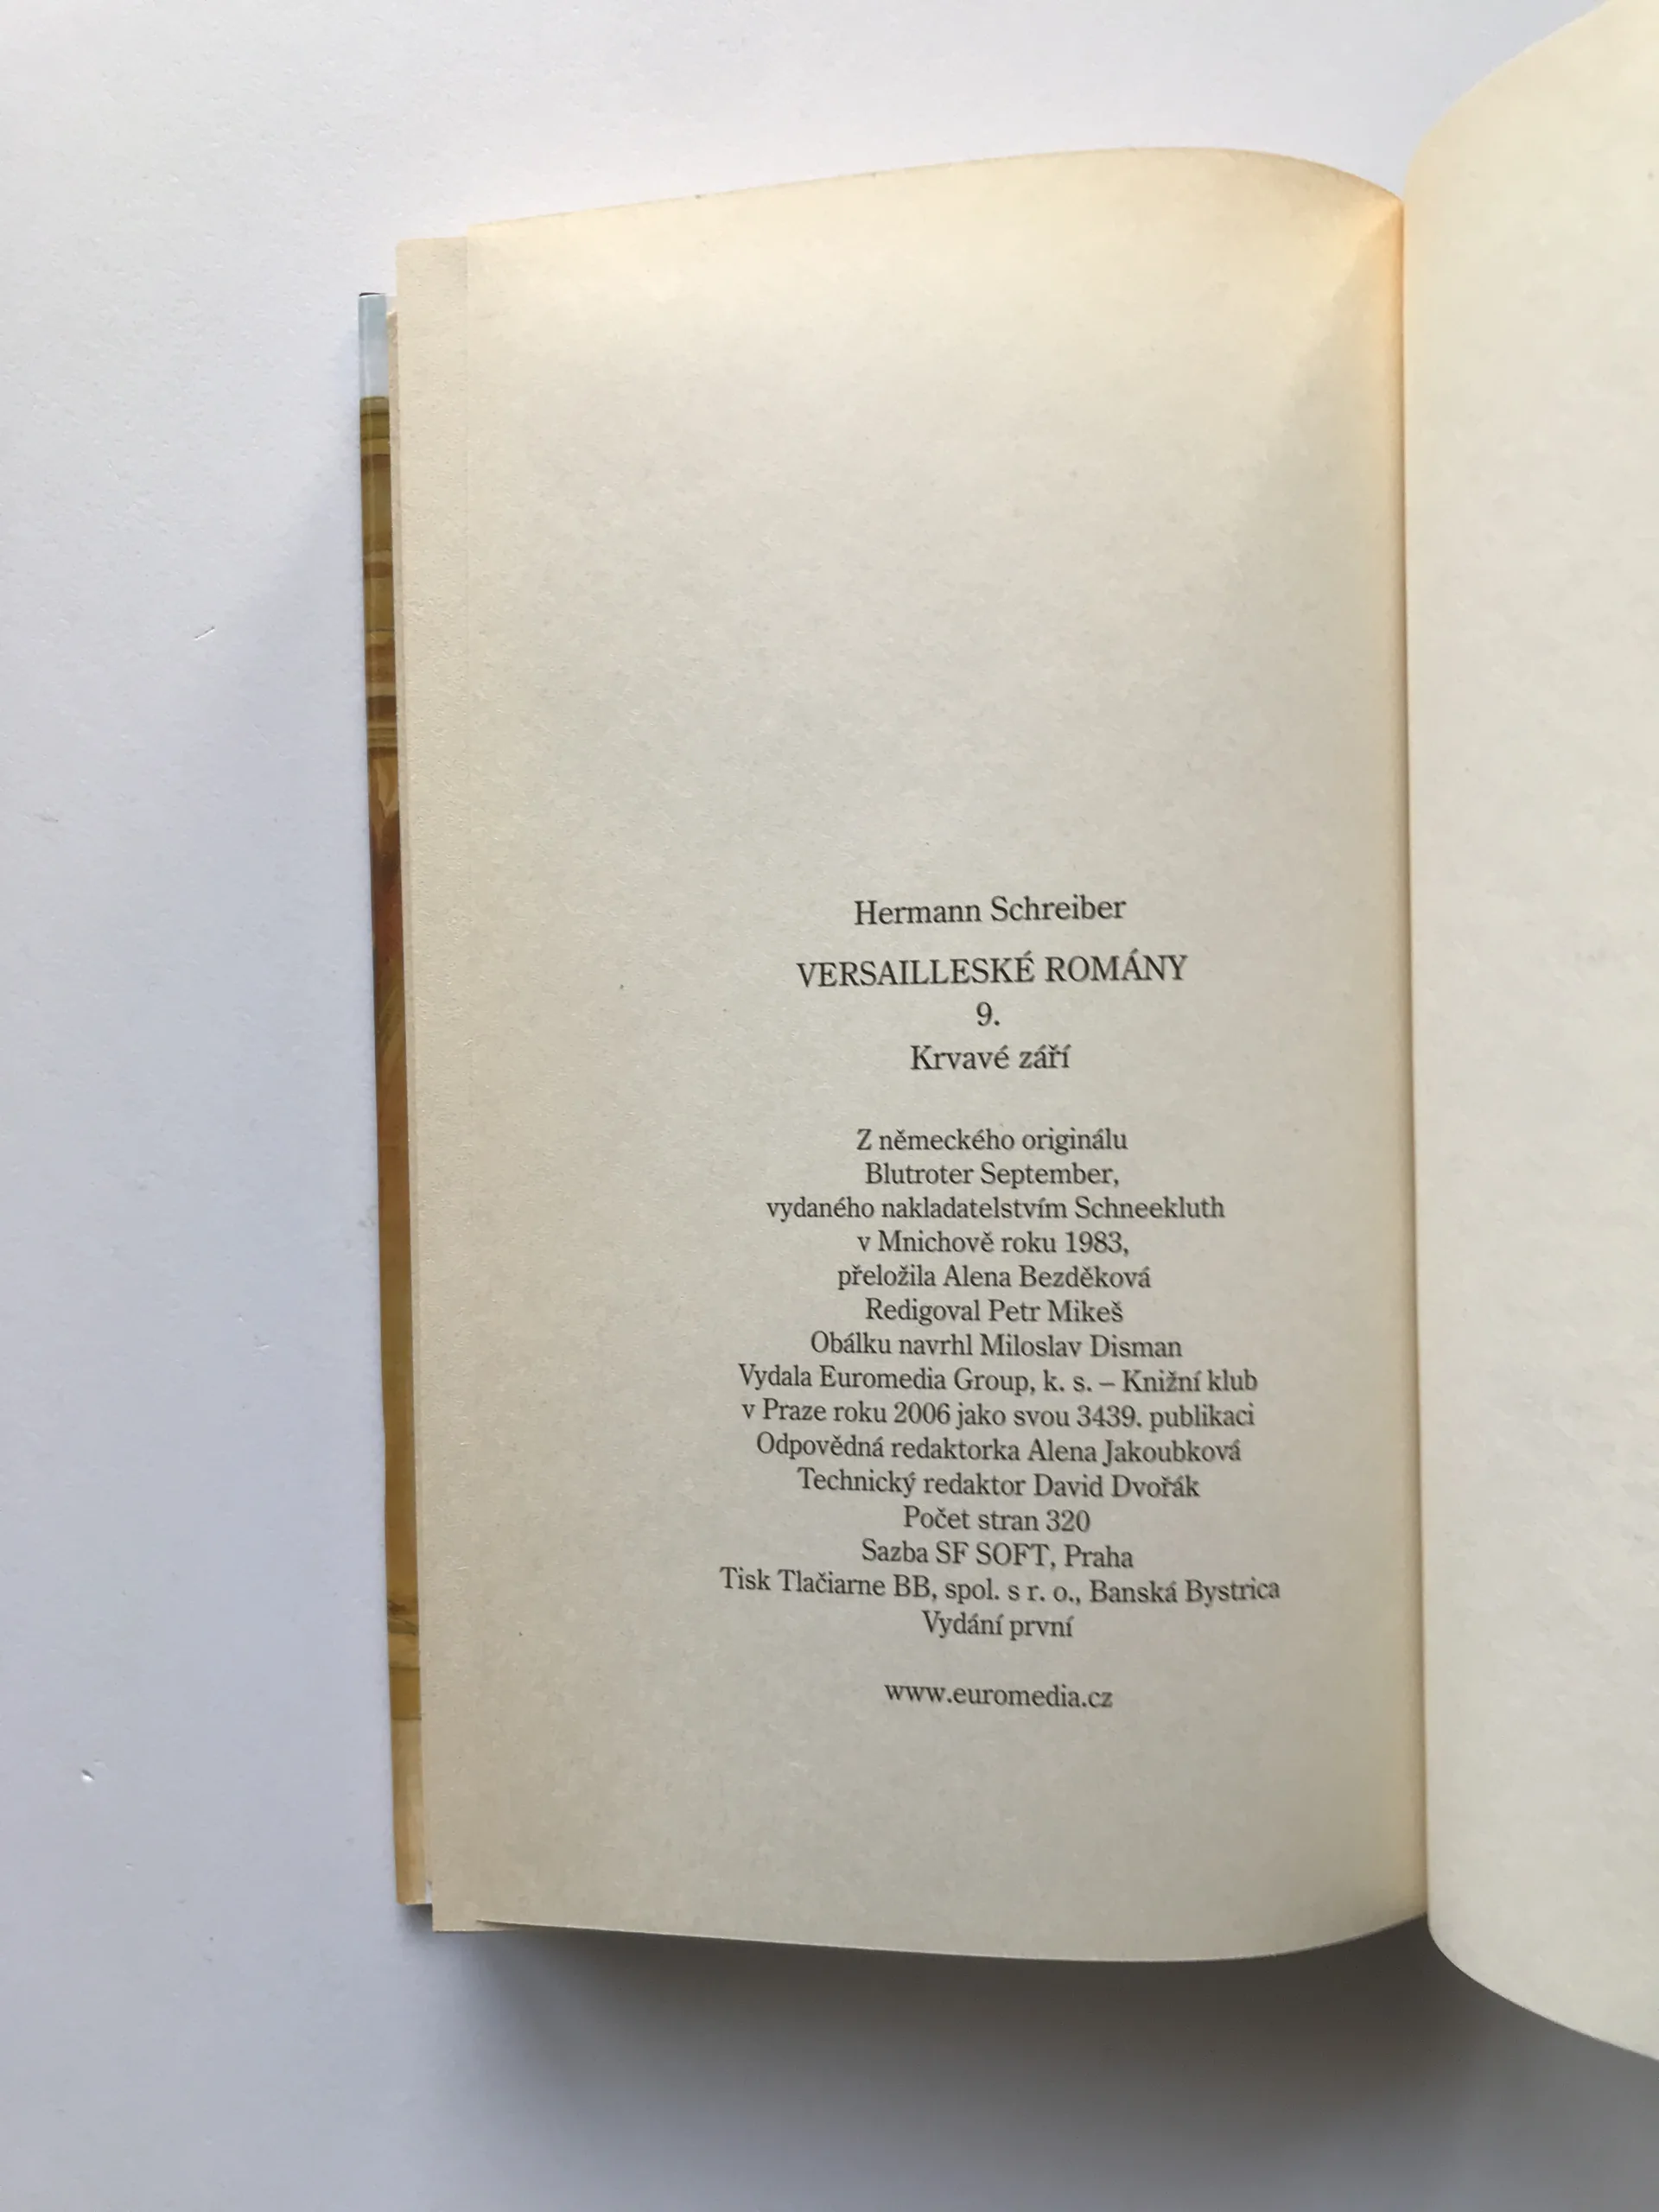 Hermann Schreiber
VERSAILLESKÉ ROMÁNY
9.
Krvavé září
Z německého originálu
Blutroter September,
vydaného nakladatelstvím Schneekluth
v Mnichově roku 1983,
přeložila Alena Bezděková
Redigoval Petr Mikeš
Obálku navrhl Miloslav Disman
Vydala Euromedia Group, k. s. – Knižní klub
v Praze roku 2006 jako svou 3439. publikaci
Odpovědná redaktorka Alena Jakoubková
Technický redaktor David Dvořák
Počet stran 320
Sazba SF SOFT, Praha
Tisk Tlačiarne BB, spol. s r. o., Banská Bystrica
Vydání první
www.euromedia.cz